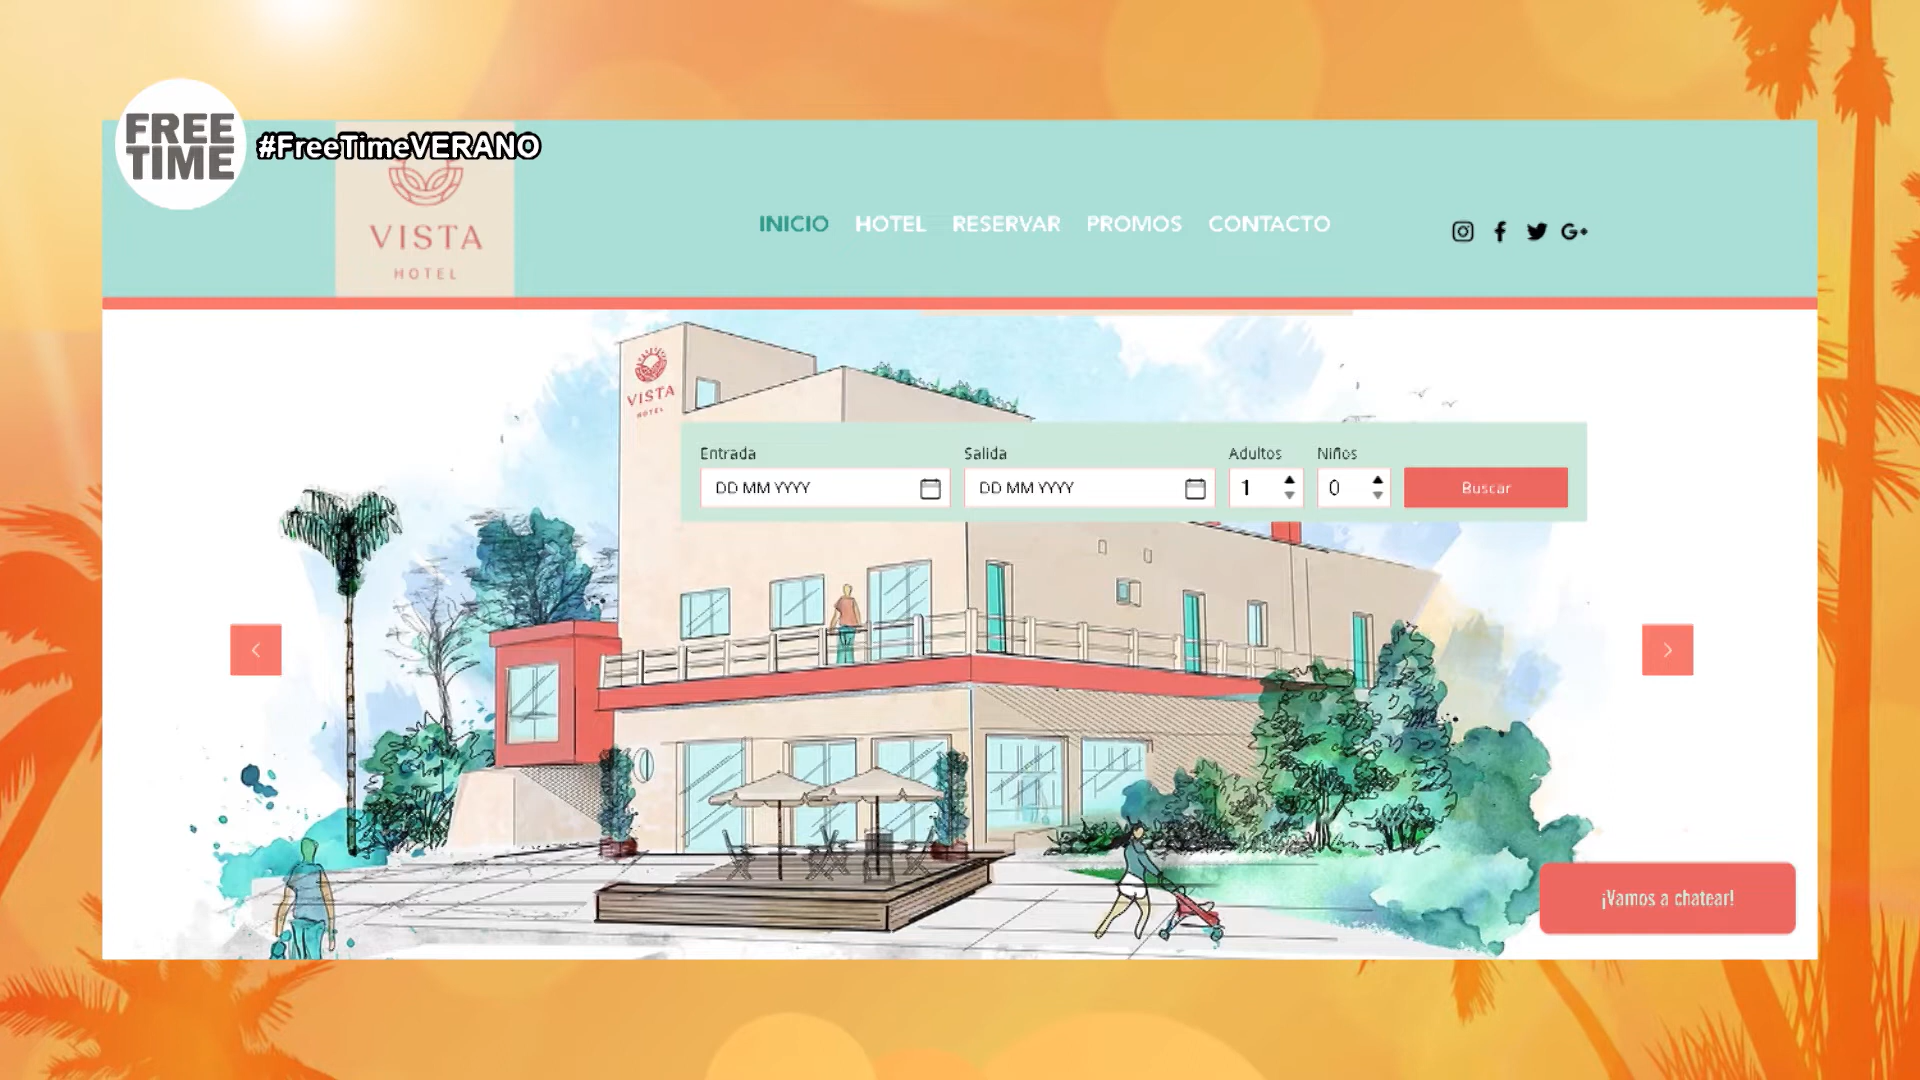 FREE
TIME
#FreeTimeVERANO
VISTA
HOTEL
INICIO HOTEL RESERVAR PROMOS CONTACTO
G+
VISTA
HOTEL
Entrada Salida Adultos Niños
DD MM YYYY DD MM YYYY 1 0 Buscar
¡Vamos a chatear!